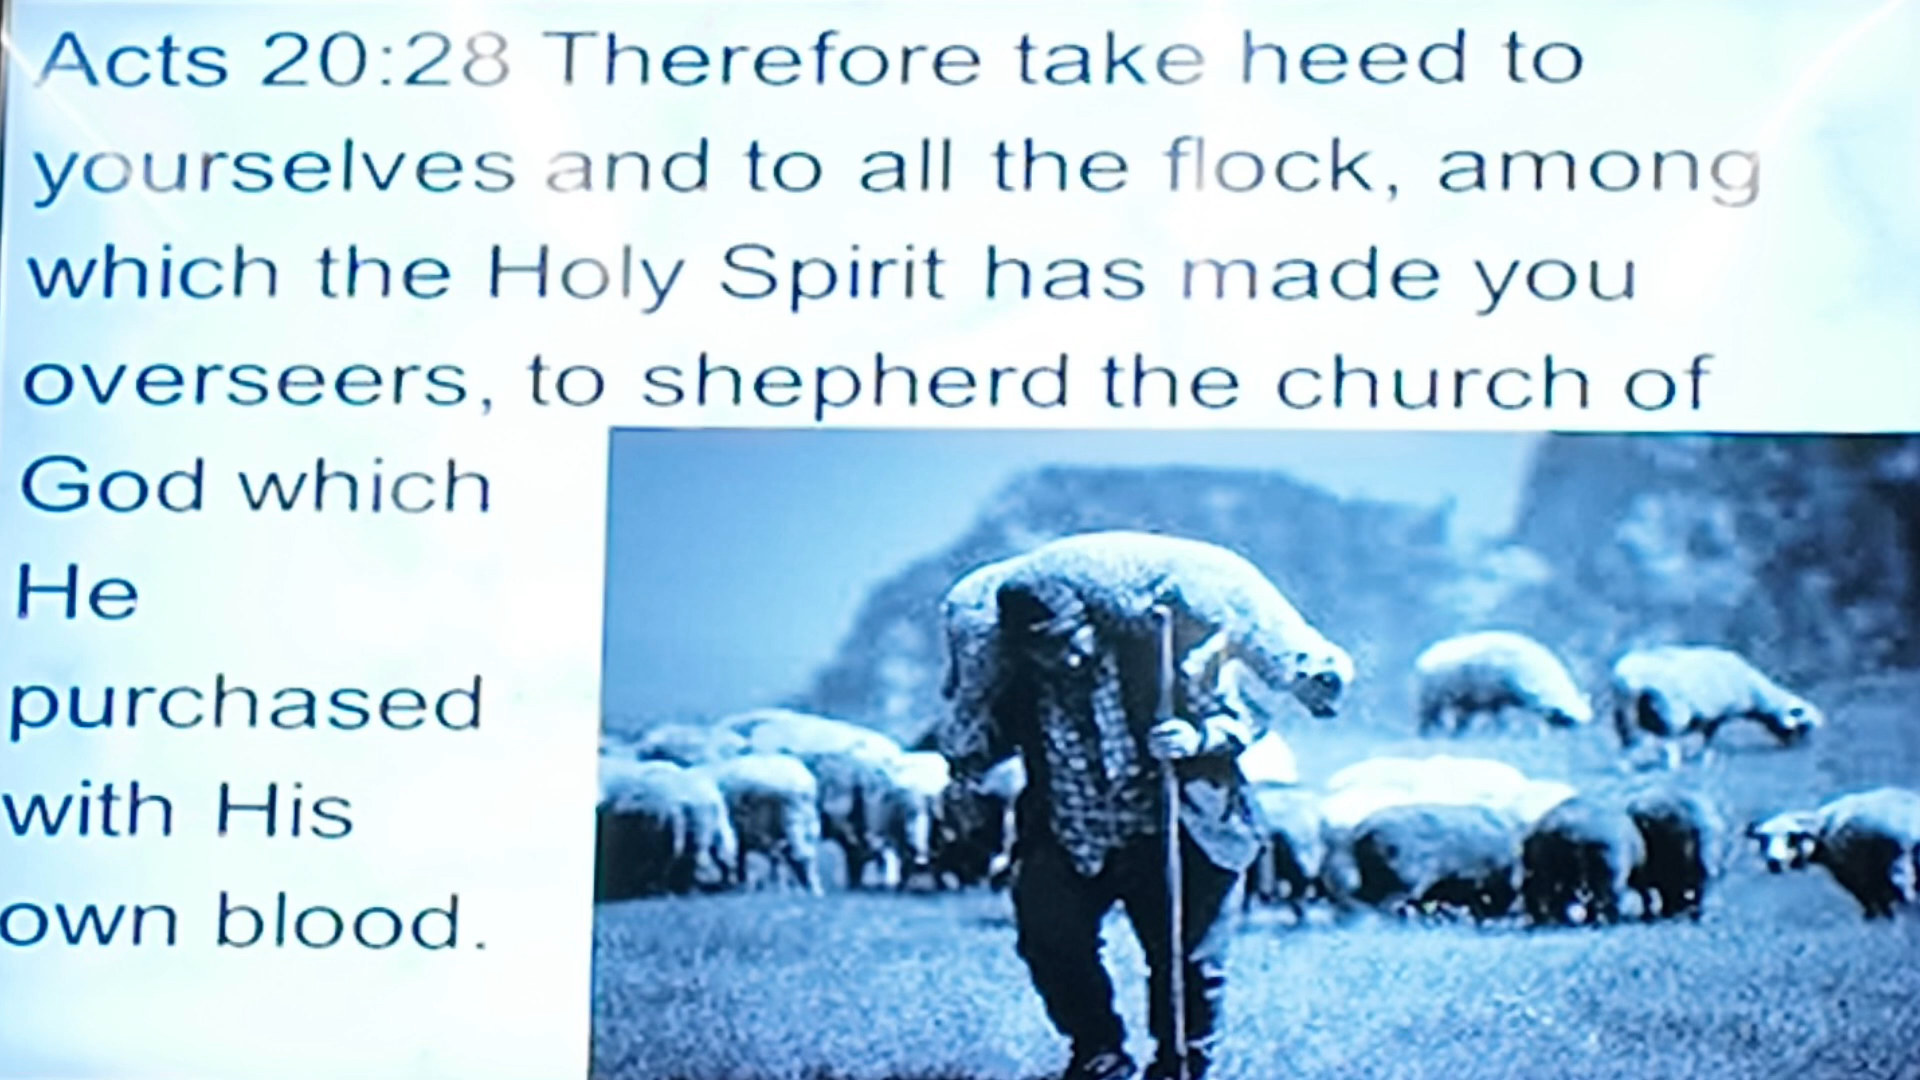 Acts 20:28 Therefore take heed to
yourselves and to all the flock, among
which the Holy Spirit has made you
overseers, to shepherd the church of
God which
He
purchased
with His
own blood.